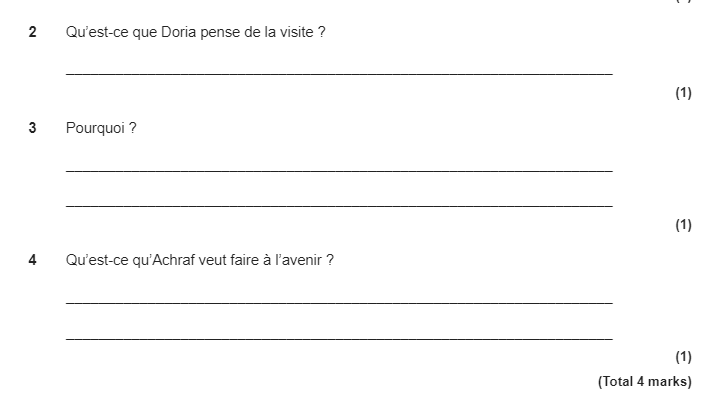 2 Qu'est-ce que Doria pense de la visite ?
(1)
3 Pourquoi ?
(1)
4 Qu'est-ce qu'Achraf veut faire à l'avenir ?
(1)
(Total 4 marks)